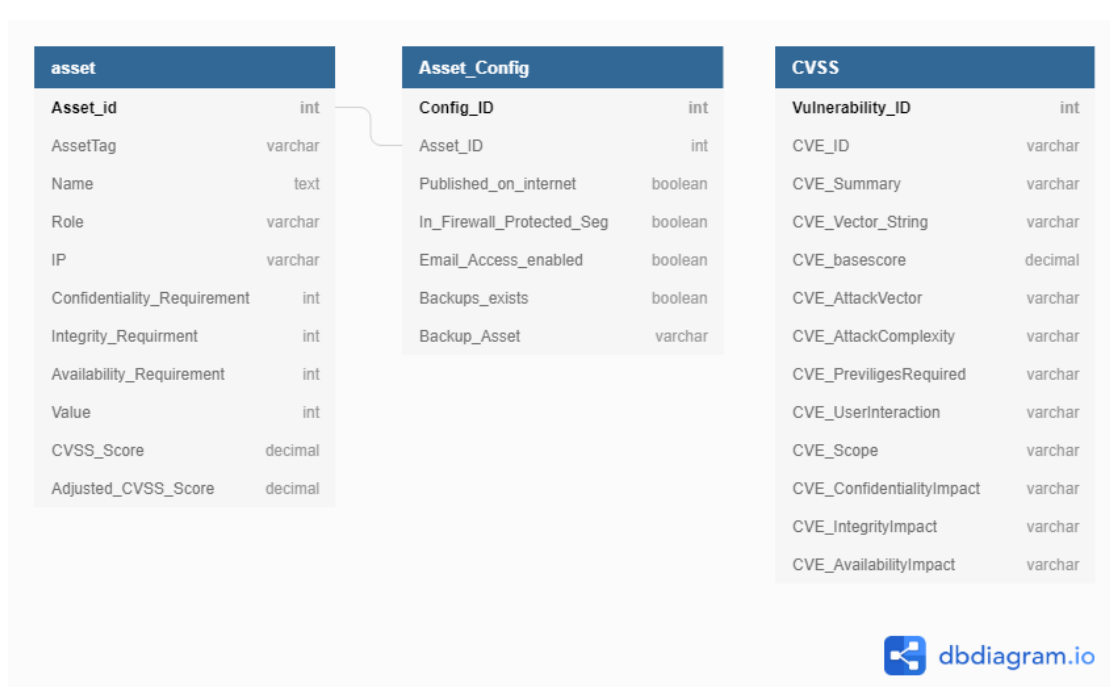 asset
Asset_id int
AssetTag varchar
Name text
Role varchar
IP varchar
Confidentiality_Requirement int
Integrity_Requirment int
Availability_Requirement int
Value int
CVSS_Score decimal
Adjusted_CVSS_Score decimal
Asset_Config
Config_ID int
Asset_ID int
Published_on_internet boolean
In_Firewall_Protected_Seg boolean
Email_Access_enabled boolean
Backups_exists boolean
Backup_Asset varchar
CVSS
Vulnerability_ID int
CVE_ID varchar
CVE_Summary varchar
CVE_Vector_String varchar
CVE_basescore decimal
CVE_AttackVector varchar
CVE_AttackComplexity varchar
CVE_PreviligesRequired varchar
CVE_UserInteraction varchar
CVE_Scope varchar
CVE_ConfidentialityImpact varchar
CVE_IntegrityImpact varchar
CVE_AvailabilityImpact varchar
dbdiagram.io